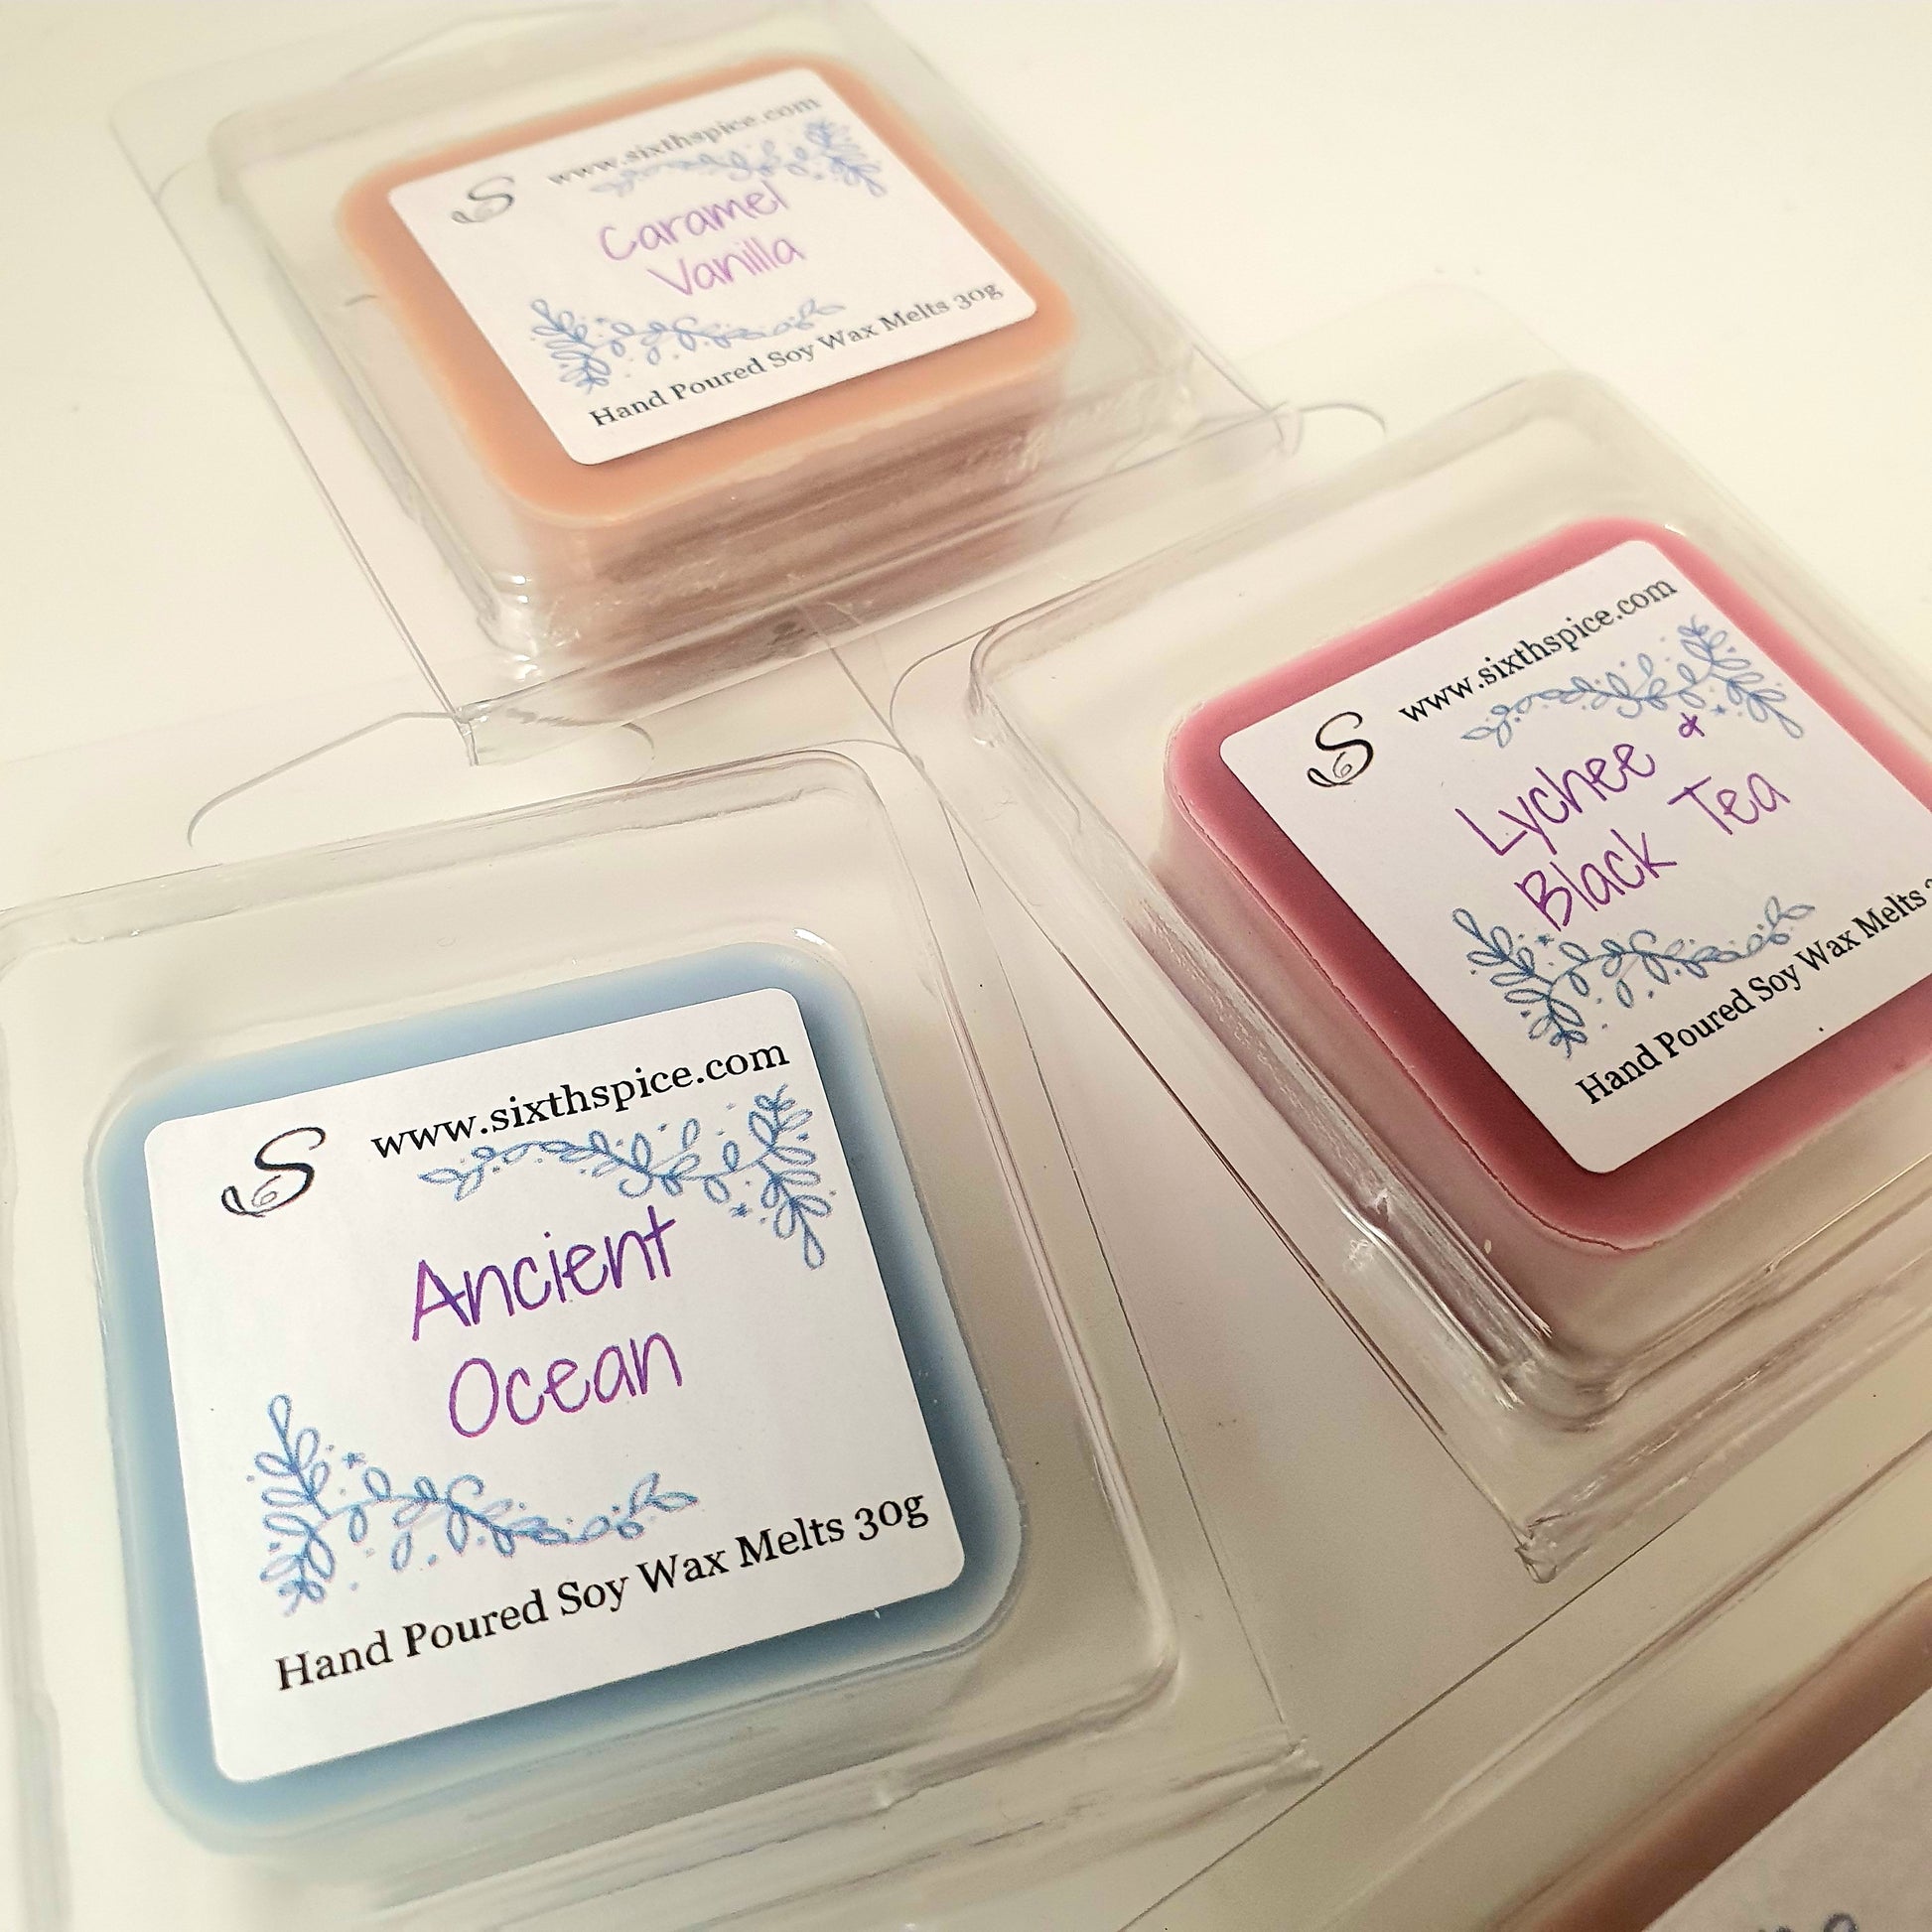 S
www.sixthspice.com
Caramel
Vanilla
Hand Poured Soy Wax Melts 30g
S
www.sixthspice.com
Lychee &
Black Tea
Hand Poured Soy Wax Melts
S
www.sixthspice.com
Ancient
Ocean
Hand Poured Soy Wax Melts 30g